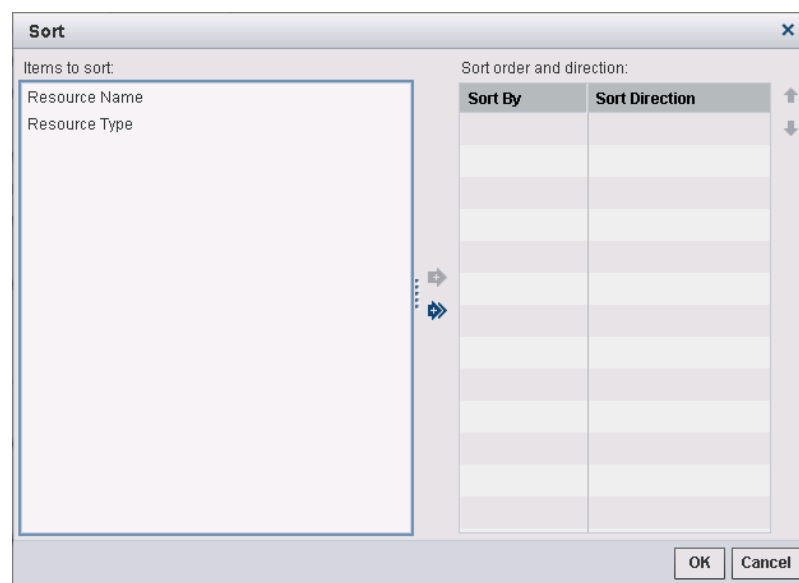 Sort
Items to sort:
Resource Name
Resource Type
Sort order and direction:
Sort By Sort Direction
OK Cancel